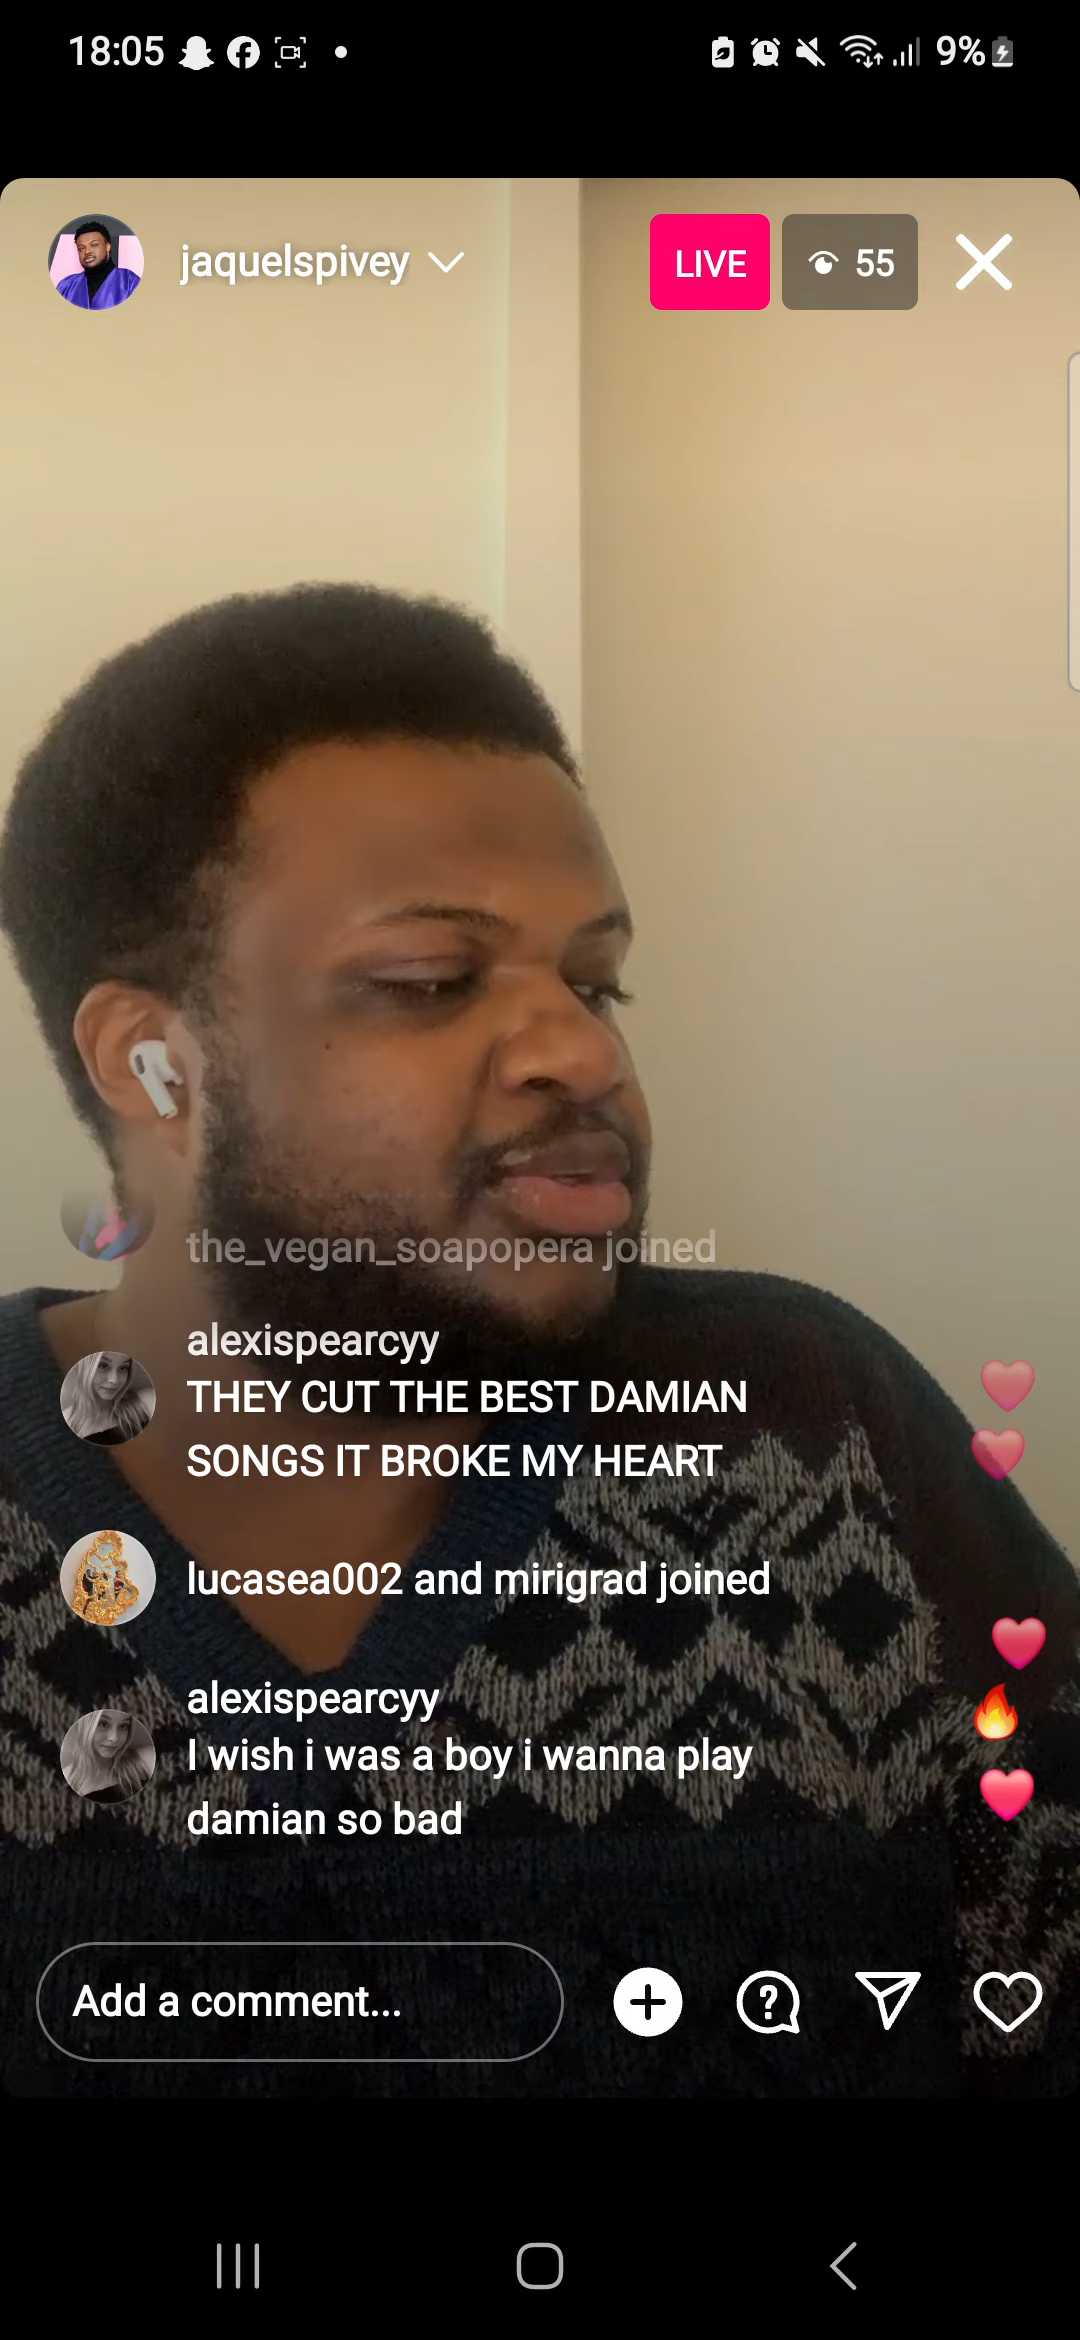 18:05
9%
jaquelspivey
LIVE
55
the_vegan_soapopera joined
alexispearcyy
THEY CUT THE BEST DAMIAN
SONGS IT BROKE MY HEART
lucasea002 and mirigrad joined
alexispearcyy
I wish i was a boy i wanna play
damian so bad
Add a comment...